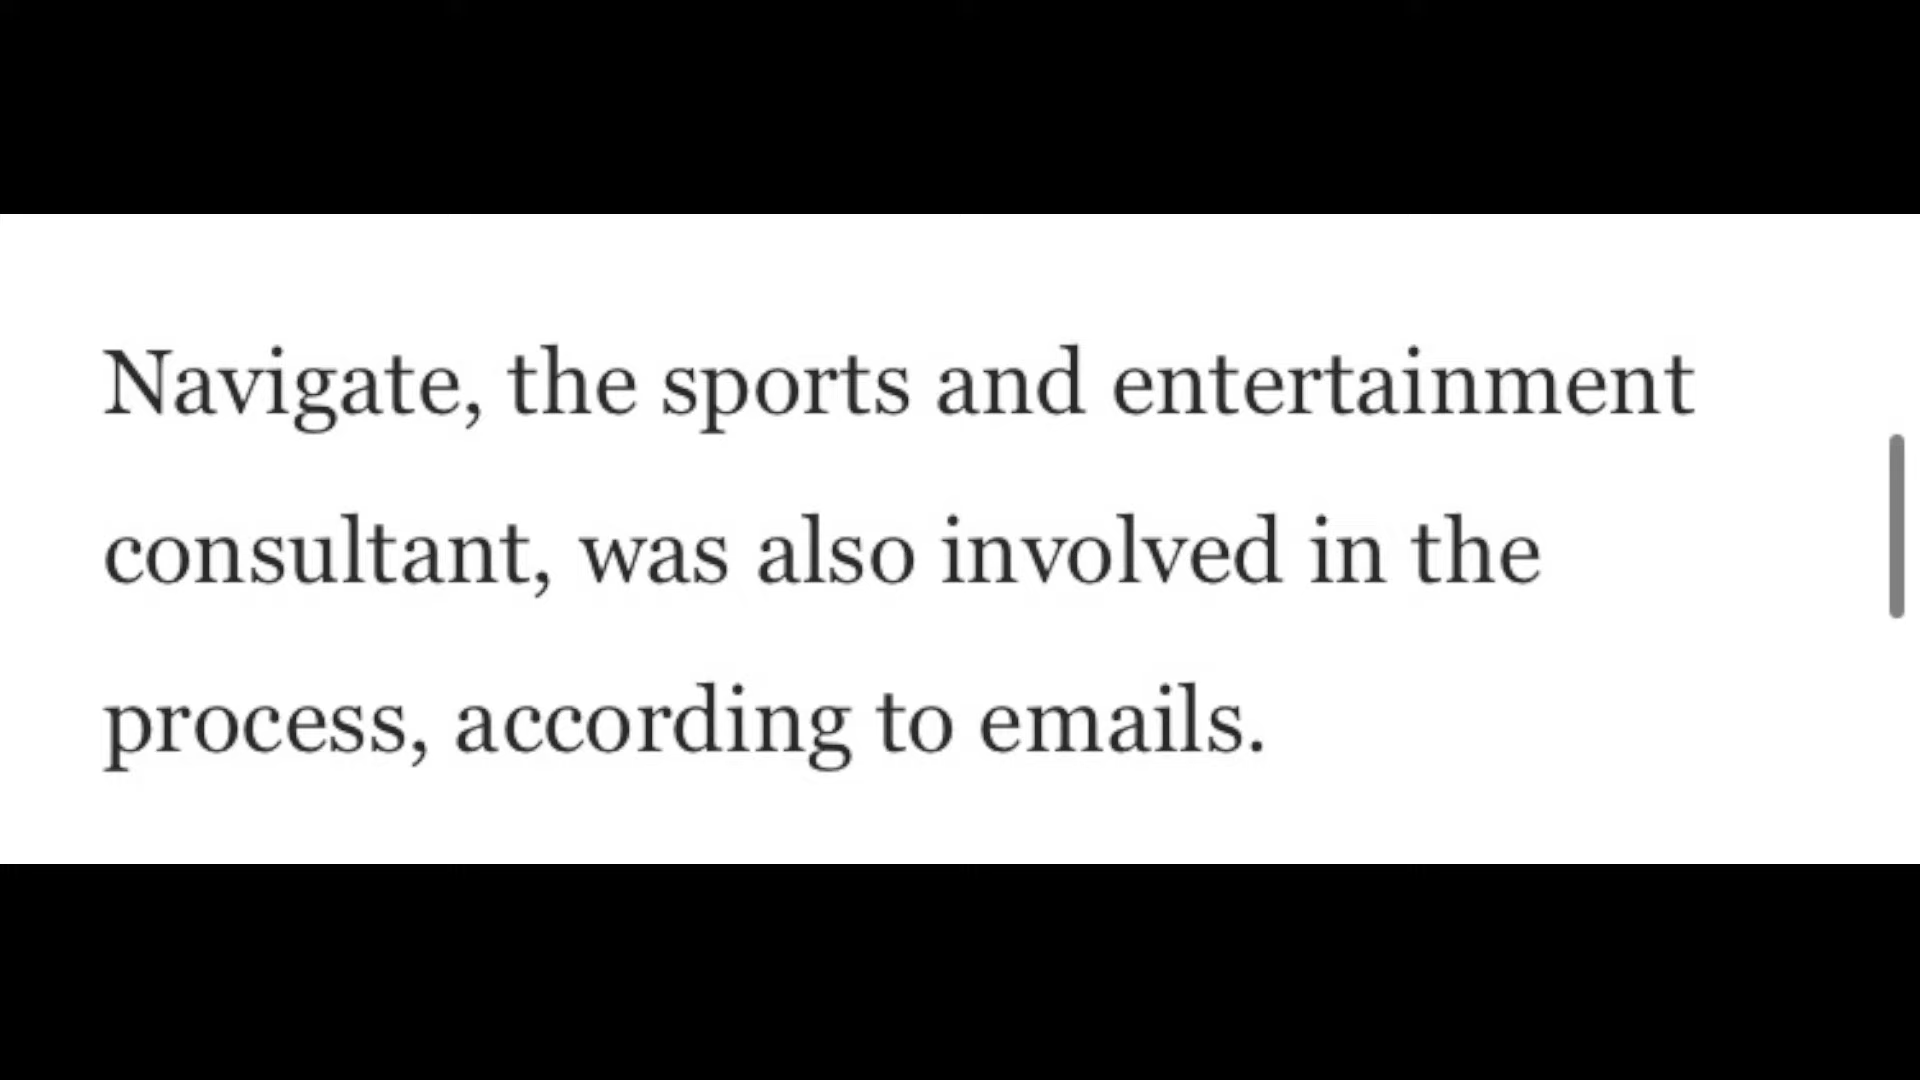 Navigate, the sports and entertainment
consultant, was also involved in the
process, according to emails.